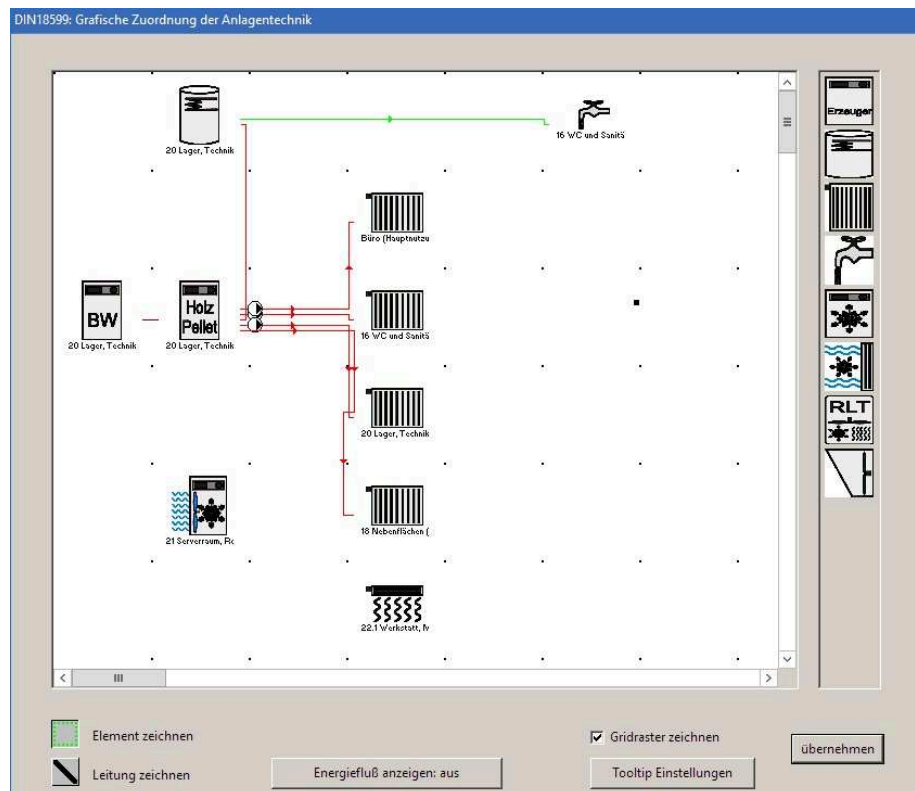 DIN18599: Grafische Zuordnung der Anlagentechnik
20 Lager, Technik
16 WC und Sanitä
Erzeuger
Büro (Hauptnutzu
BW
Holz
Pellet
20 Lager, Technik
20 Lager, Technik
16 WC und Sanitä
20 Lager, Technik
RLT
18 Nebenflächen (
21 Serverraum, Re
22.1 Werkstatt, M
Element zeichnen
Gridraster zeichnen
übernehmen
Leitung zeichnen
Energiefluß anzeigen: aus
Tooltip Einstellungen